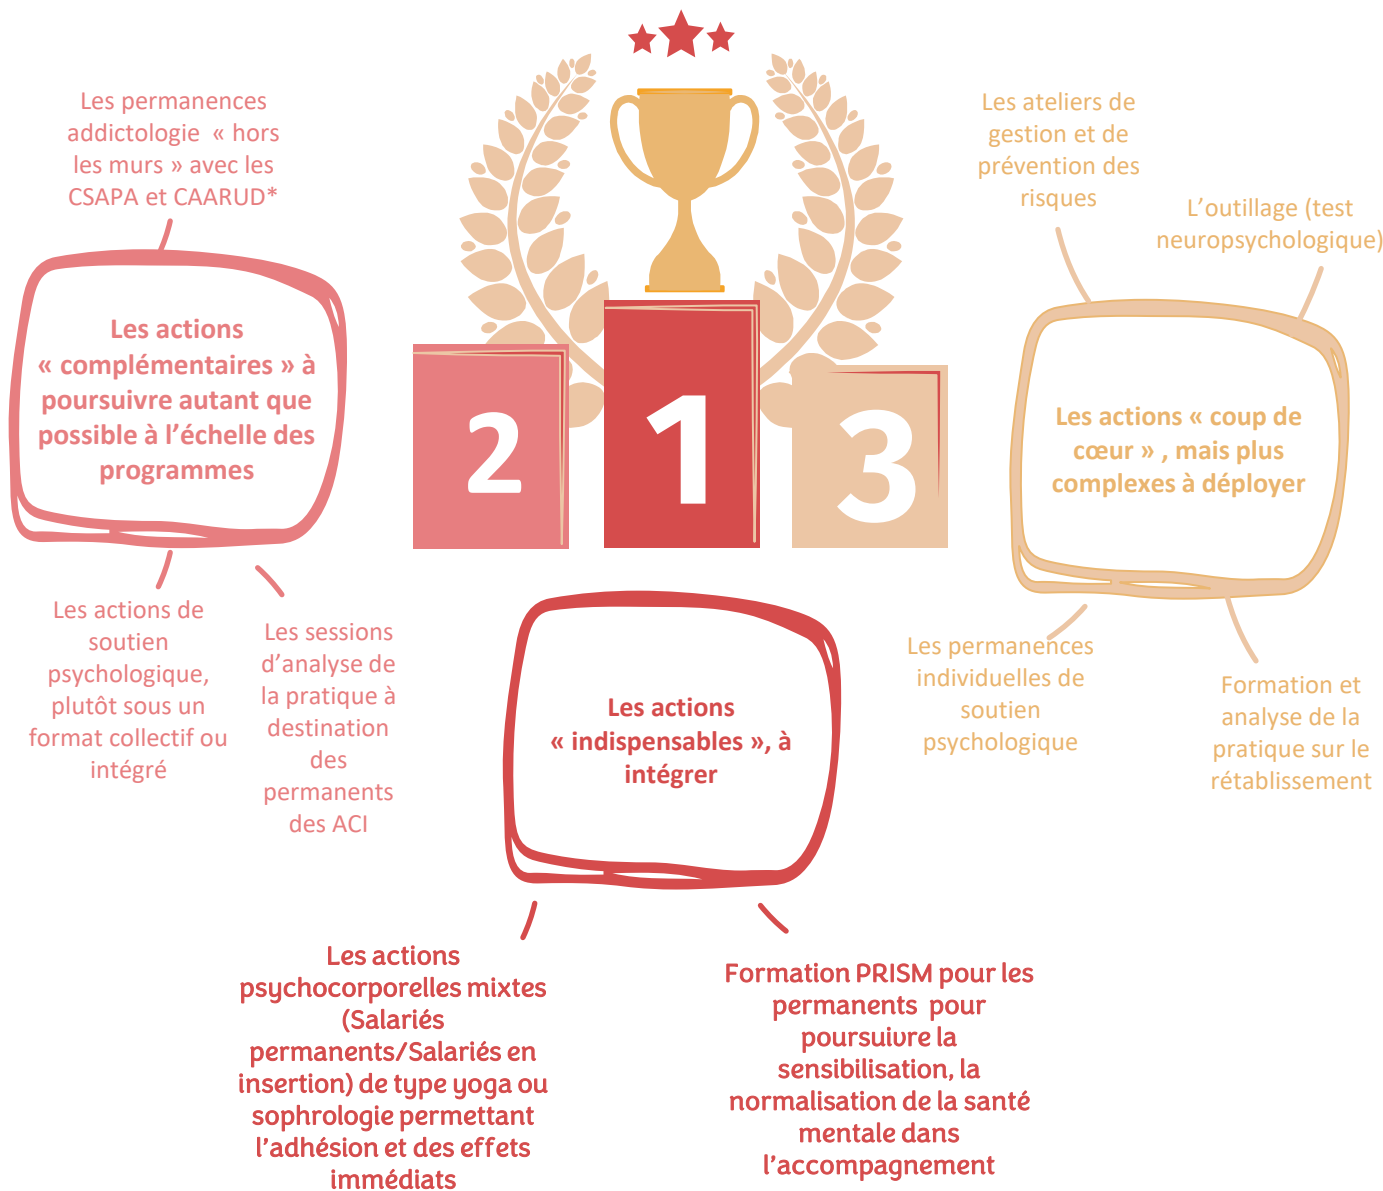 Les permanences
addictologie « hors
les murs » avec les
CSAPA et CAARUD*
Les actions
« complémentaires » à
poursuivre autant que
possible à l’échelle des
programmes
Les actions de
soutien
psychologique,
plutôt sous un
format collectif ou
intégré
Les sessions
d’analyse de
la pratique à
destination
des
permanents
des ACI
2
1
3
Les actions
« indispensables », à
intégrer
Les actions
psychocorporelles mixtes
(Salariés
permanents/Salariés en
insertion) de type yoga ou
sophrologie permettant
l’adhésion et des effets
immédiats
Formation PRISM pour les
permanents pour
poursuivre la
sensibilisation, la
normalisation de la santé
mentale dans
l’accompagnement
Les ateliers de
gestion et de
prévention des
risques
L’outillage (test
neuropsychologique)
Les actions « coup de
cœur » , mais plus
complexes à déployer
Les permanences
individuelles de
soutien
psychologique
Formation et
analyse de la
pratique sur le
rétablissement